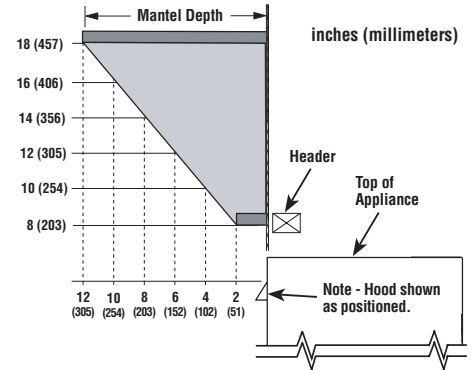 Mantel Depth
inches (millimeters)
18 (457)
16 (406)
14 (356)
12 (305)
10 (254)
8 (203)
Header
Top of
Appliance
12 10 8 6 4 2
(305) (254) (203) (152) (102) (51)
Note - Hood shown
as positioned.